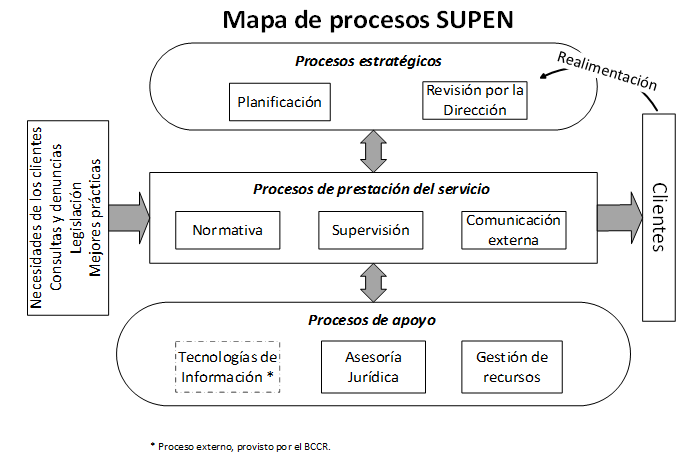 Mapa de procesos SUPEN
Procesos estratégicos
Planificación
Revisión por la
Dirección
Realimentación
Necesidades de los clientes
Consultas y denuncias
Legislación
Mejores prácticas
Procesos de prestación del servicio
Normativa
Supervisión
Comunicación
externa
Clientes
Procesos de apoyo
Tecnologías de
Información *
Asesoría
Jurídica
Gestión de
recursos
* Proceso externo, provisto por el BCCR.